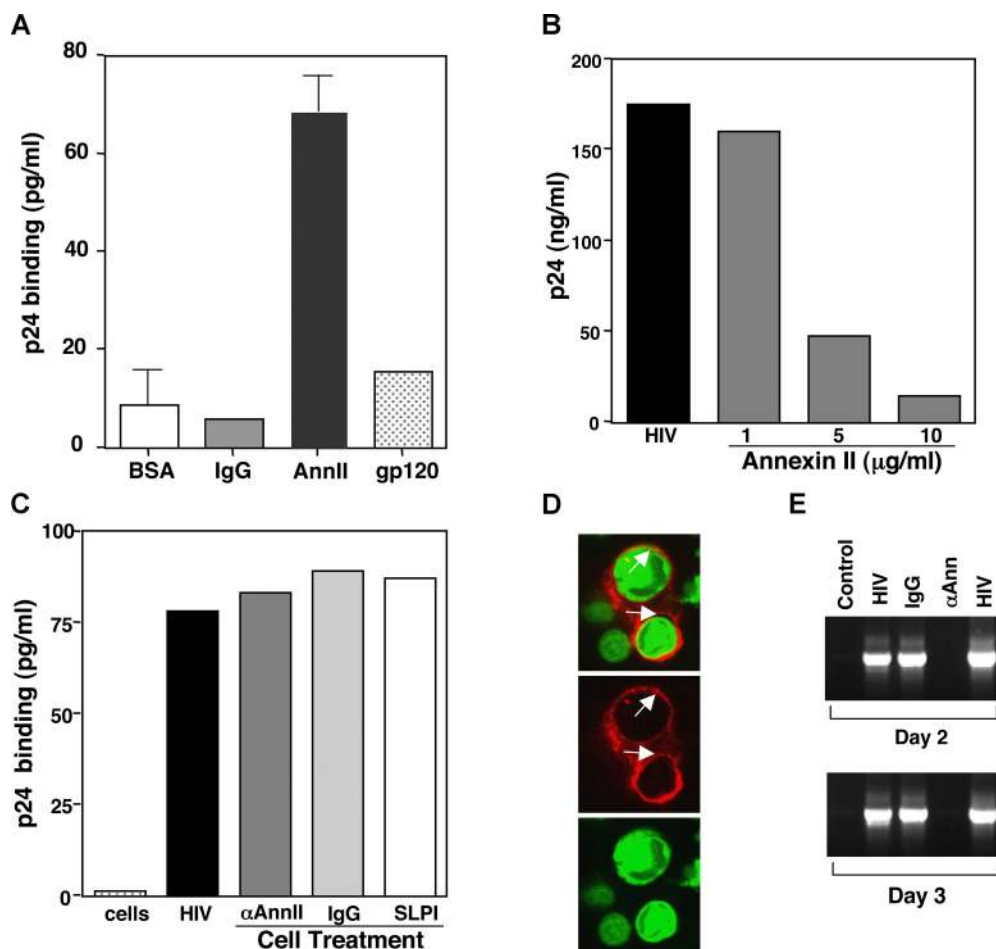 A
p24 binding (pg/ml)
80
60
40
20
0
BSA IgG AnnII gp120
B
p24 (ng/ml)
200
150
100
50
0
HIV 1 5 10
Annexin II (µg/ml)
C
p24 binding (pg/ml)
100
75
50
25
0
cells HIV αAnnII IgG SLPI
Cell Treatment
D
E
Control HIV IgG αAnn HIV
Day 2
Day 3